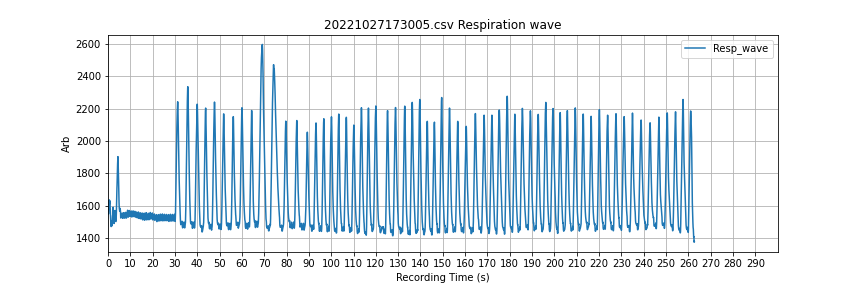 20221027173005.csv Respiration wave
Resp_wave
2600
2400
2200
2000
1800
1600
1400
Arb
0 10 20 30 40 50 60 70 80 90 100 110 120 130 140 150 160 170 180 190 200 210 220 230 240 250 260 270 280 290
Recording Time (s)